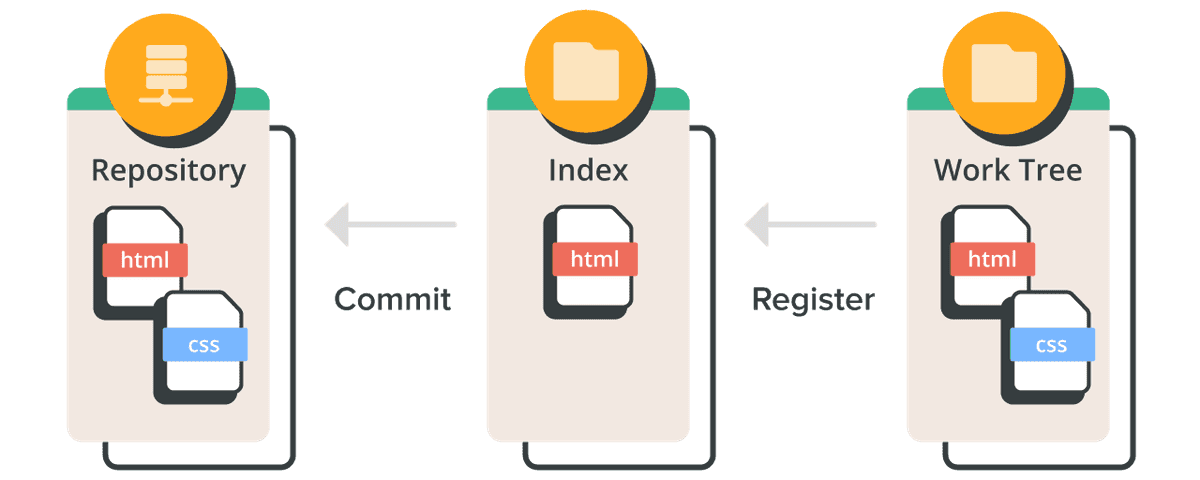 Repository
Index
Work Tree
html
html
html
Commit
Register
css
css